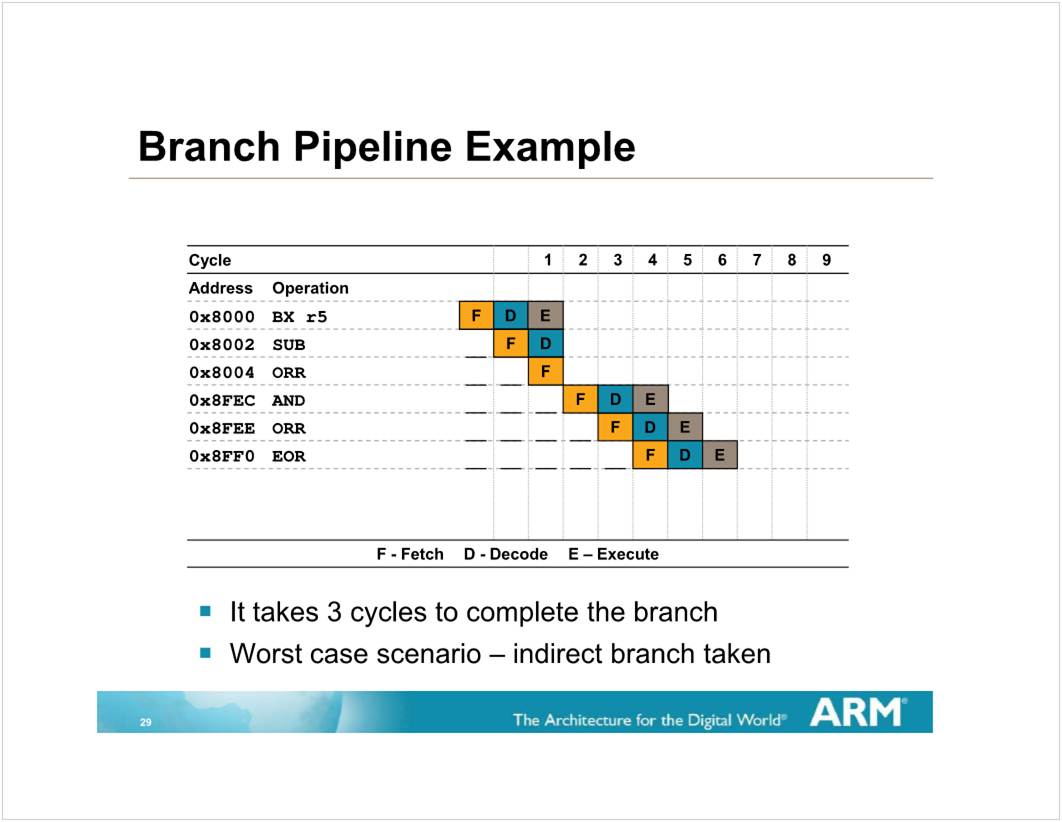 Branch Pipeline Example
Cycle 1 2 3 4 5 6 7 8 9
Address Operation
0x8000 BX r5 F D E
0x8002 SUB F D
0x8004 ORR F
0x8FEC AND F D E
0x8FEE ORR F D E
0x8FF0 EOR F D E
F - Fetch D - Decode E – Execute
It takes 3 cycles to complete the branch
Worst case scenario – indirect branch taken
29 The Architecture for the Digital World® ARM®